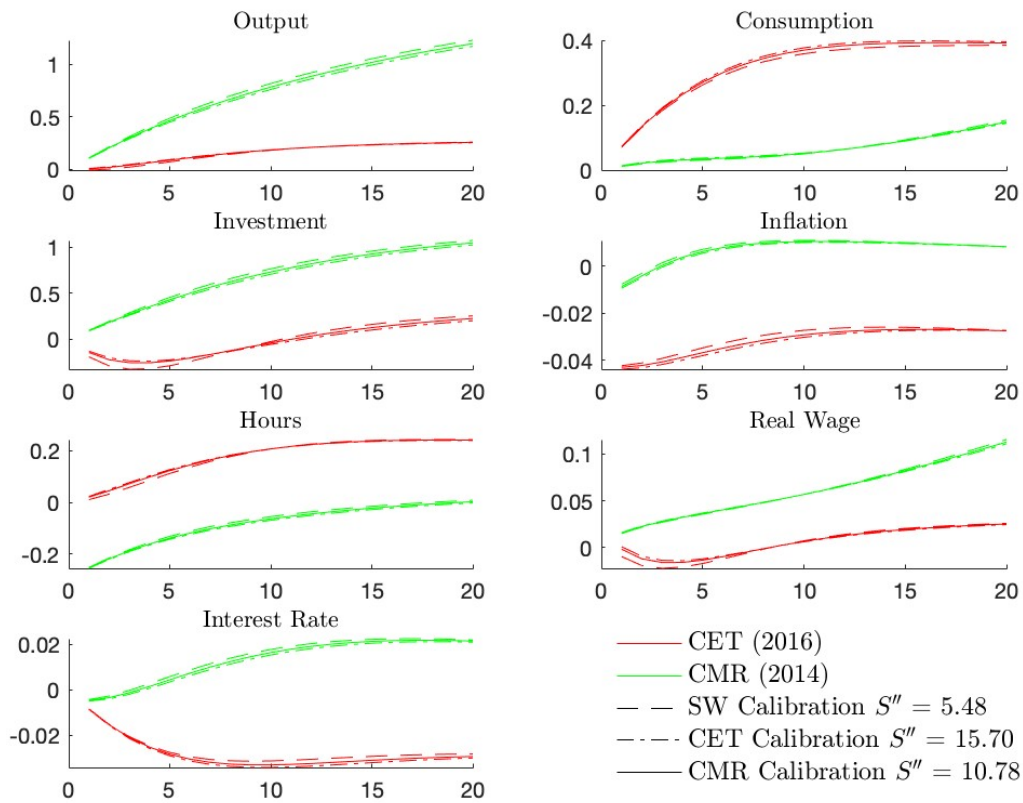 Output
1
0.5
0
0 5 10 15 20
Consumption
0.4
0.2
0
0 5 10 15 20
Investment
1
0.5
0
0 5 10 15 20
Inflation
0
-0.02
-0.04
0 5 10 15 20
Hours
0.2
0
-0.2
0 5 10 15 20
Real Wage
0.1
0.05
0
0 5 10 15 20
Interest Rate
0.02
0
-0.02
0 5 10 15 20
CET (2016)
CMR (2014)
SW Calibration S″ = 5.48
CET Calibration S″ = 15.70
CMR Calibration S″ = 10.78